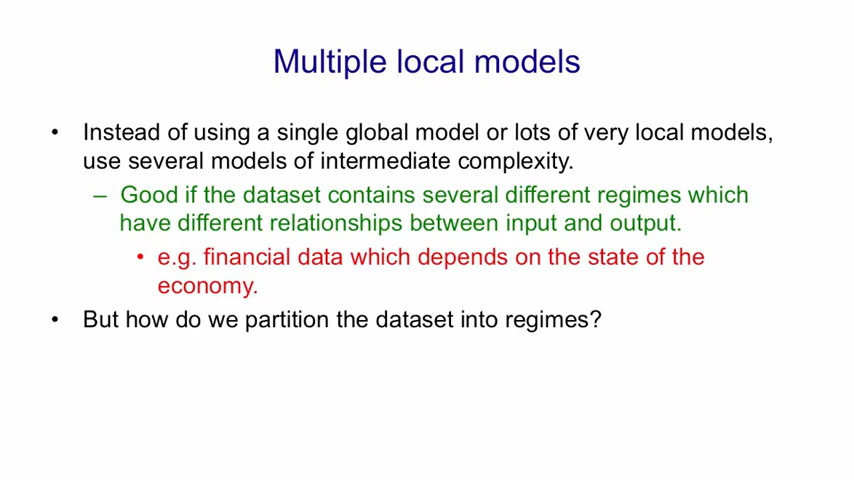 Multiple local models
• Instead of using a single global model or lots of very local models,
use several models of intermediate complexity.
– Good if the dataset contains several different regimes which
have different relationships between input and output.
• e.g. financial data which depends on the state of the
economy.
• But how do we partition the dataset into regimes?